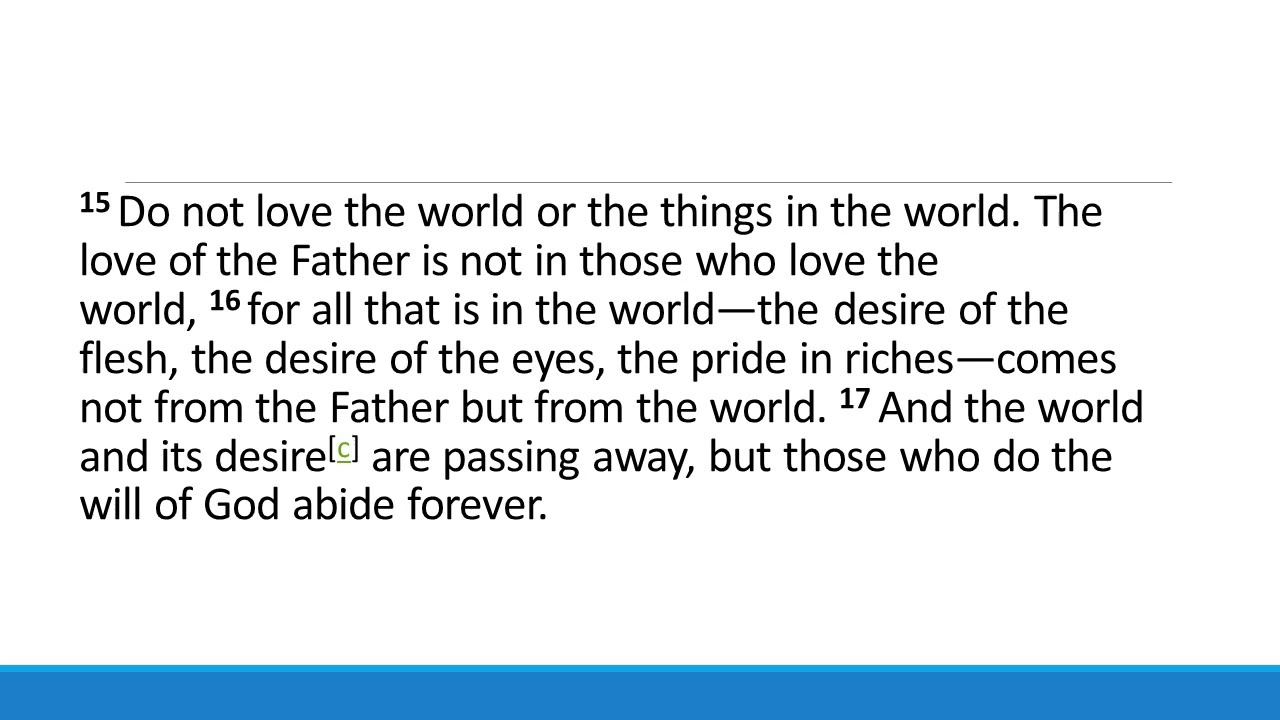 15 Do not love the world or the things in the world. The
love of the Father is not in those who love the
world, 16 for all that is in the world—the desire of the
flesh, the desire of the eyes, the pride in riches—comes
not from the Father but from the world. 17 And the world
and its desire[c] are passing away, but those who do the
will of God abide forever.